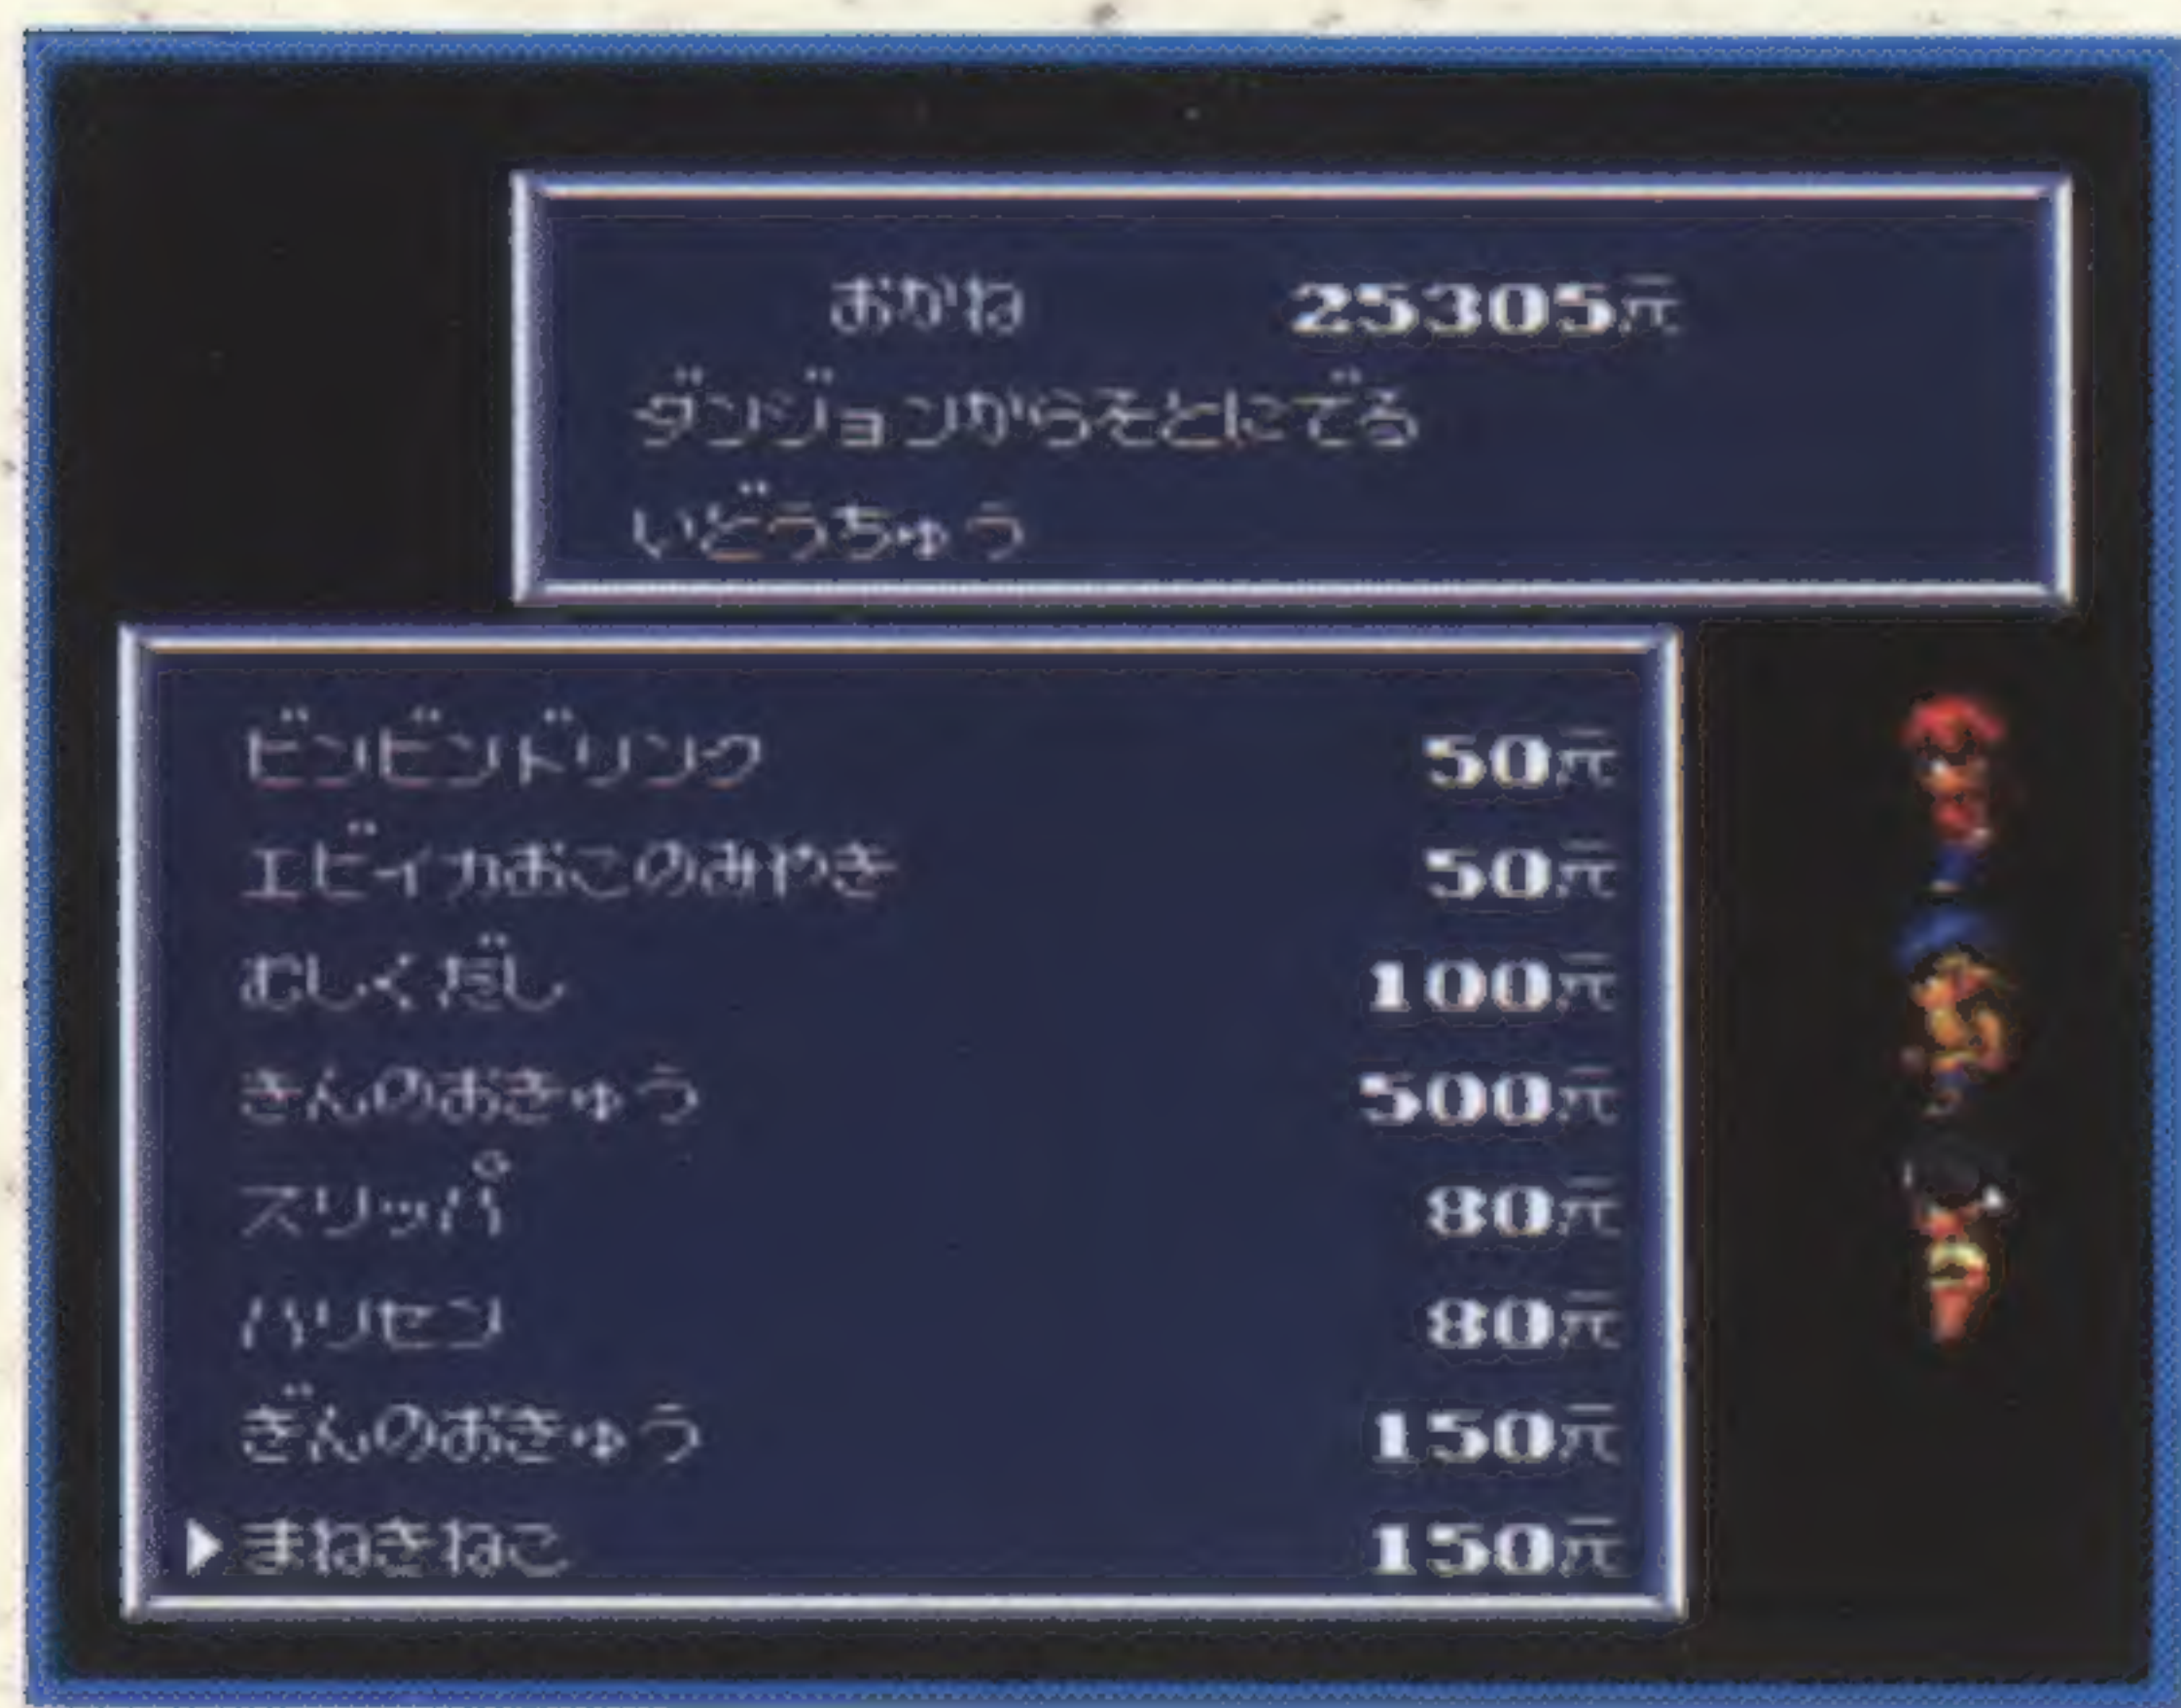 おかね 25305元
ダンジョンからそとにでる
いどうちゅう
ビンビンドリンク 50元
エビイカおこのみやき 50元
むしくだし 100元
きんのおきゅう 500元
スリッパ 80元
ハリセン 80元
ぎんのおきゅう 150元
▶まねきねこ 150元